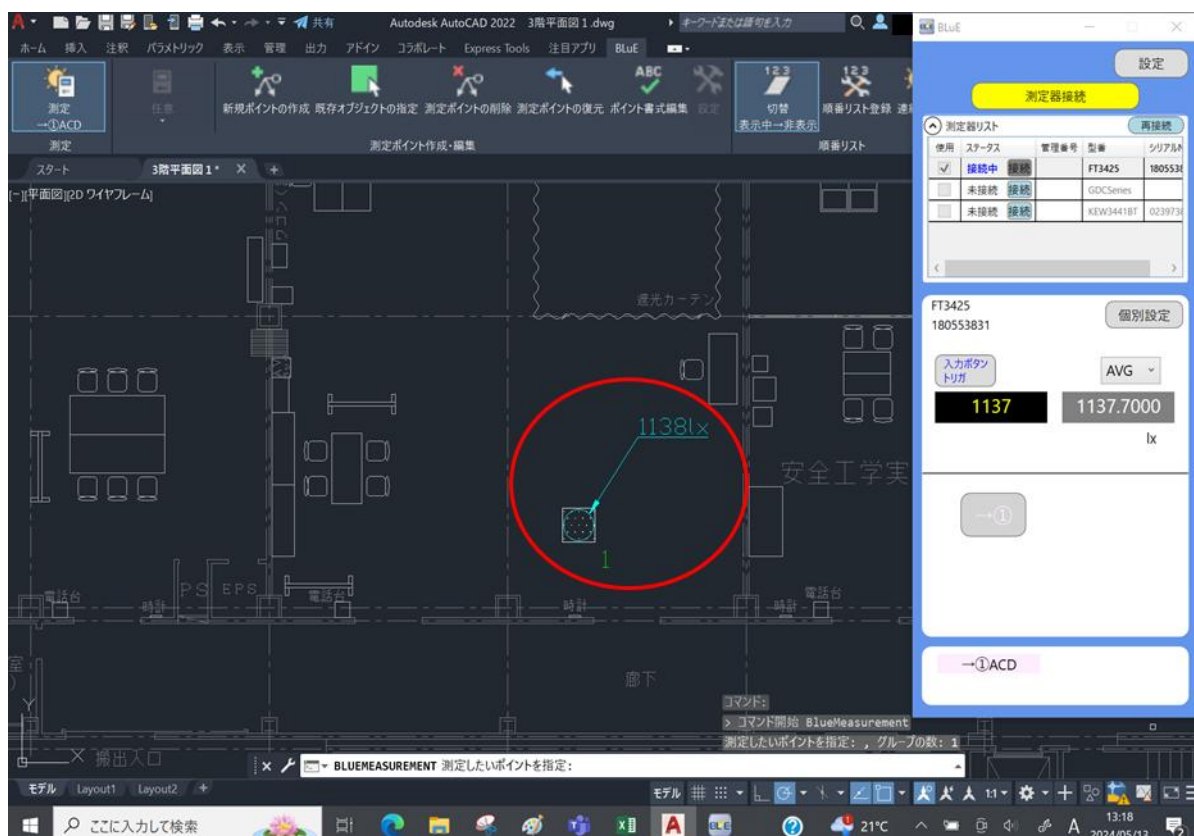 共有 Autodesk AutoCAD 2022 3階平面図1.dwg キーワードまたは語句を入力
ホーム 挿入 注釈 パラメトリック 表示 管理 出力 アドイン コラボレート Express Tools 注目アプリ BLuE
測定
→①ACD
任意
新規ポイントの作成 既存オブジェクトの指定 測定ポイントの削除 測定ポイントの復元 ポイント書式編集 設定
切替
表示中→非表示
順番リスト登録
測定 測定ポイント作成・編集 順番リスト
スタート 3階平面図1* × +
[-][平面図][2D ワイヤフレーム]
遮光カーテン
1138lx
安全工学実
1
PS EPS
電話台 時計 電話台 時計 時計 電話台
廊下
搬出入口
Y
X
コマンド:
> コマンド開始 BlueMeasurement
測定したいポイントを指定: , グループの数: 1
BLUEMEASUREMENT 測定したいポイントを指定:
モデル Layout1 Layout2 +
モデル 1:1
ここに入力して検索
21°C A 13:18
2024/05/13
BLuE
設定
測定器接続
測定器リスト 再接続
使用 ステータス 管理番号 型番
接続中 接続 FT3425 180553
未接続 接続 GDCSeries
未接続 接続 KEW3441BT 023973
FT3425
180553831
個別設定
入力ボタン
トリガ
AVG
1137 1137.7000
lx
→①
→①ACD